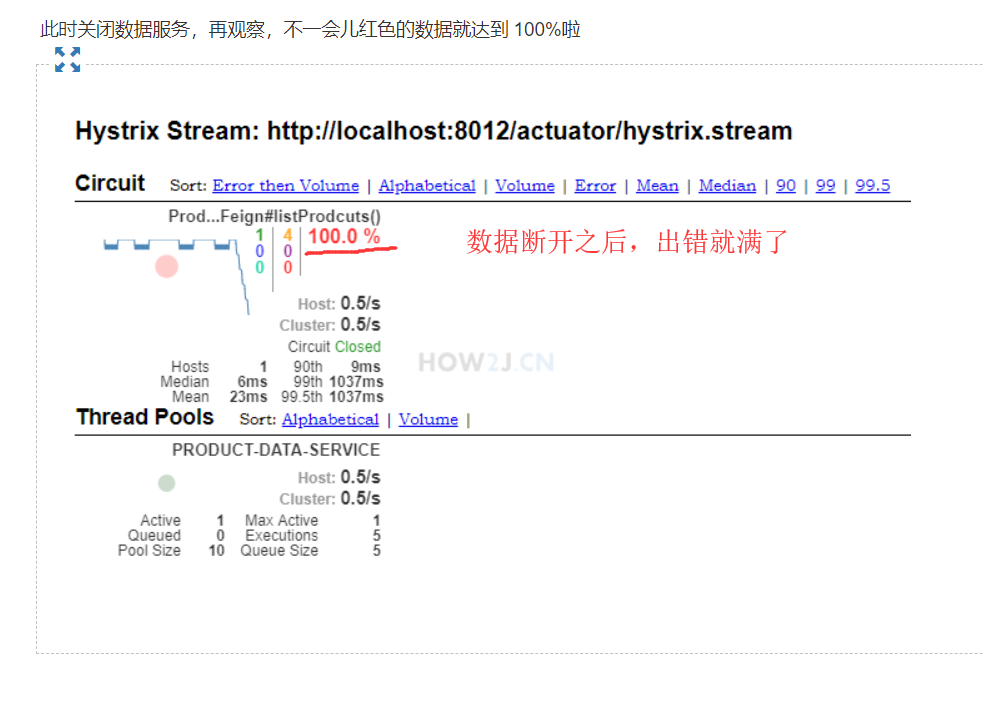 此时关闭数据服务，再观察，不一会儿红色的数据就达到 100%啦
Hystrix Stream: http://localhost:8012/actuator/hystrix.stream
Circuit Sort: Error then Volume | Alphabetical | Volume | Error | Mean | Median | 90 | 99 | 99.5
Prod...Feign#listProdcuts()
1 4 100.0 %
0 0
0 0
数据断开之后，出错就满了
Host: 0.5/s
Cluster: 0.5/s
Circuit Closed
HOW2J.CN
Hosts 1 90th 9ms
Median 6ms 99th 1037ms
Mean 23ms 99.5th 1037ms
Thread Pools Sort: Alphabetical | Volume |
PRODUCT-DATA-SERVICE
Host: 0.5/s
Cluster: 0.5/s
Active 1 Max Active 1
Queued 0 Executions 5
Pool Size 10 Queue Size 5